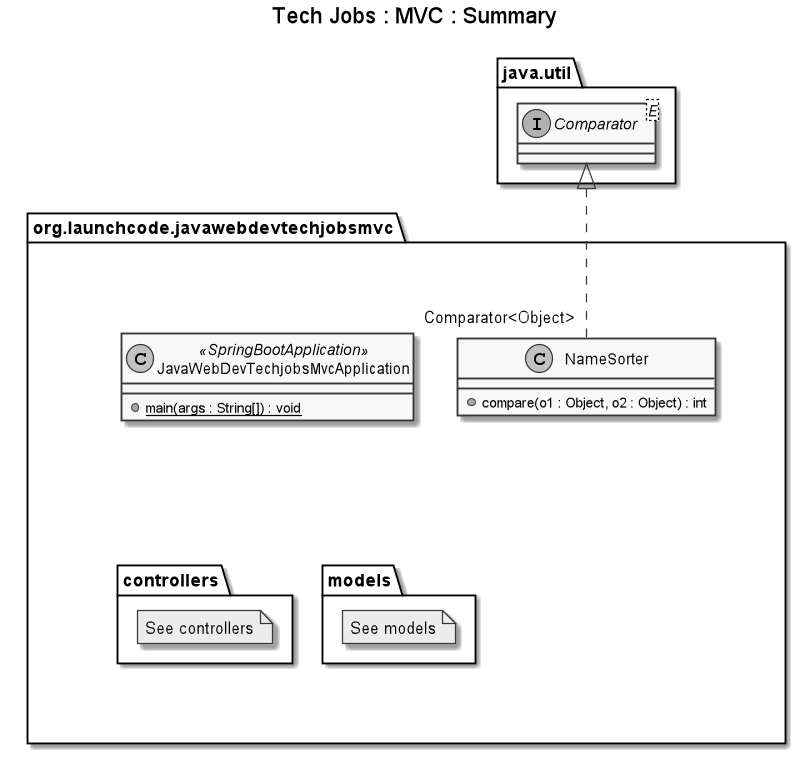 Tech Jobs : MVC : Summary
java.util
I Comparator E
org.launchcode.javawebdevtechjobsmvc
Comparator<Object>
C «SpringBootApplication»
JavaWebDevTechjobsMvcApplication
main(args : String[]) : void
C NameSorter
compare(o1 : Object, o2 : Object) : int
controllers
See controllers
models
See models